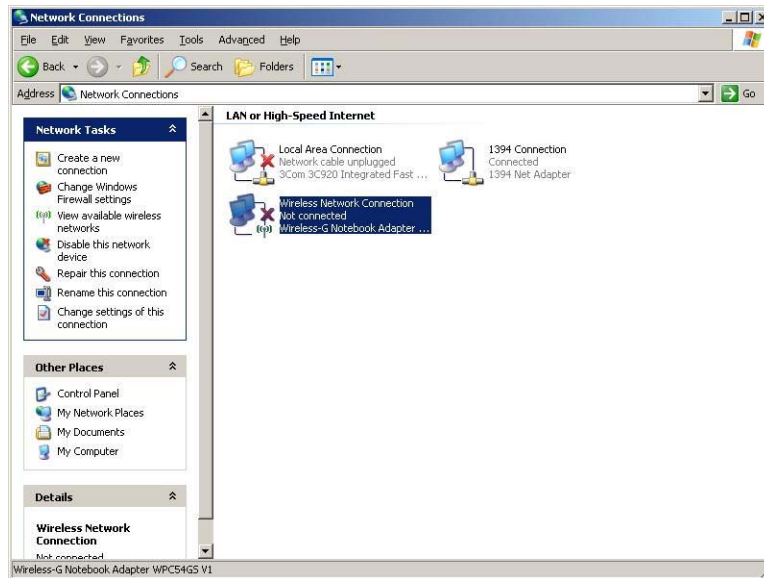 Network Connections
File Edit View Favorites Tools Advanced Help
Back Search Folders
Address Network Connections Go
Network Tasks
Create a new
connection
Change Windows
Firewall settings
View available wireless
networks
Disable this network
device
Repair this connection
Rename this connection
Change settings of this
connection
Other Places
Control Panel
My Network Places
My Documents
My Computer
Details
Wireless Network
Connection
Not connected
LAN or High-Speed Internet
Local Area Connection
Network cable unplugged
3Com 3C920 Integrated Fast ...
1394 Connection
Connected
1394 Net Adapter
Wireless Network Connection
Not connected
Wireless-G Notebook Adapter ...
Wireless-G Notebook Adapter WPC54GS V1